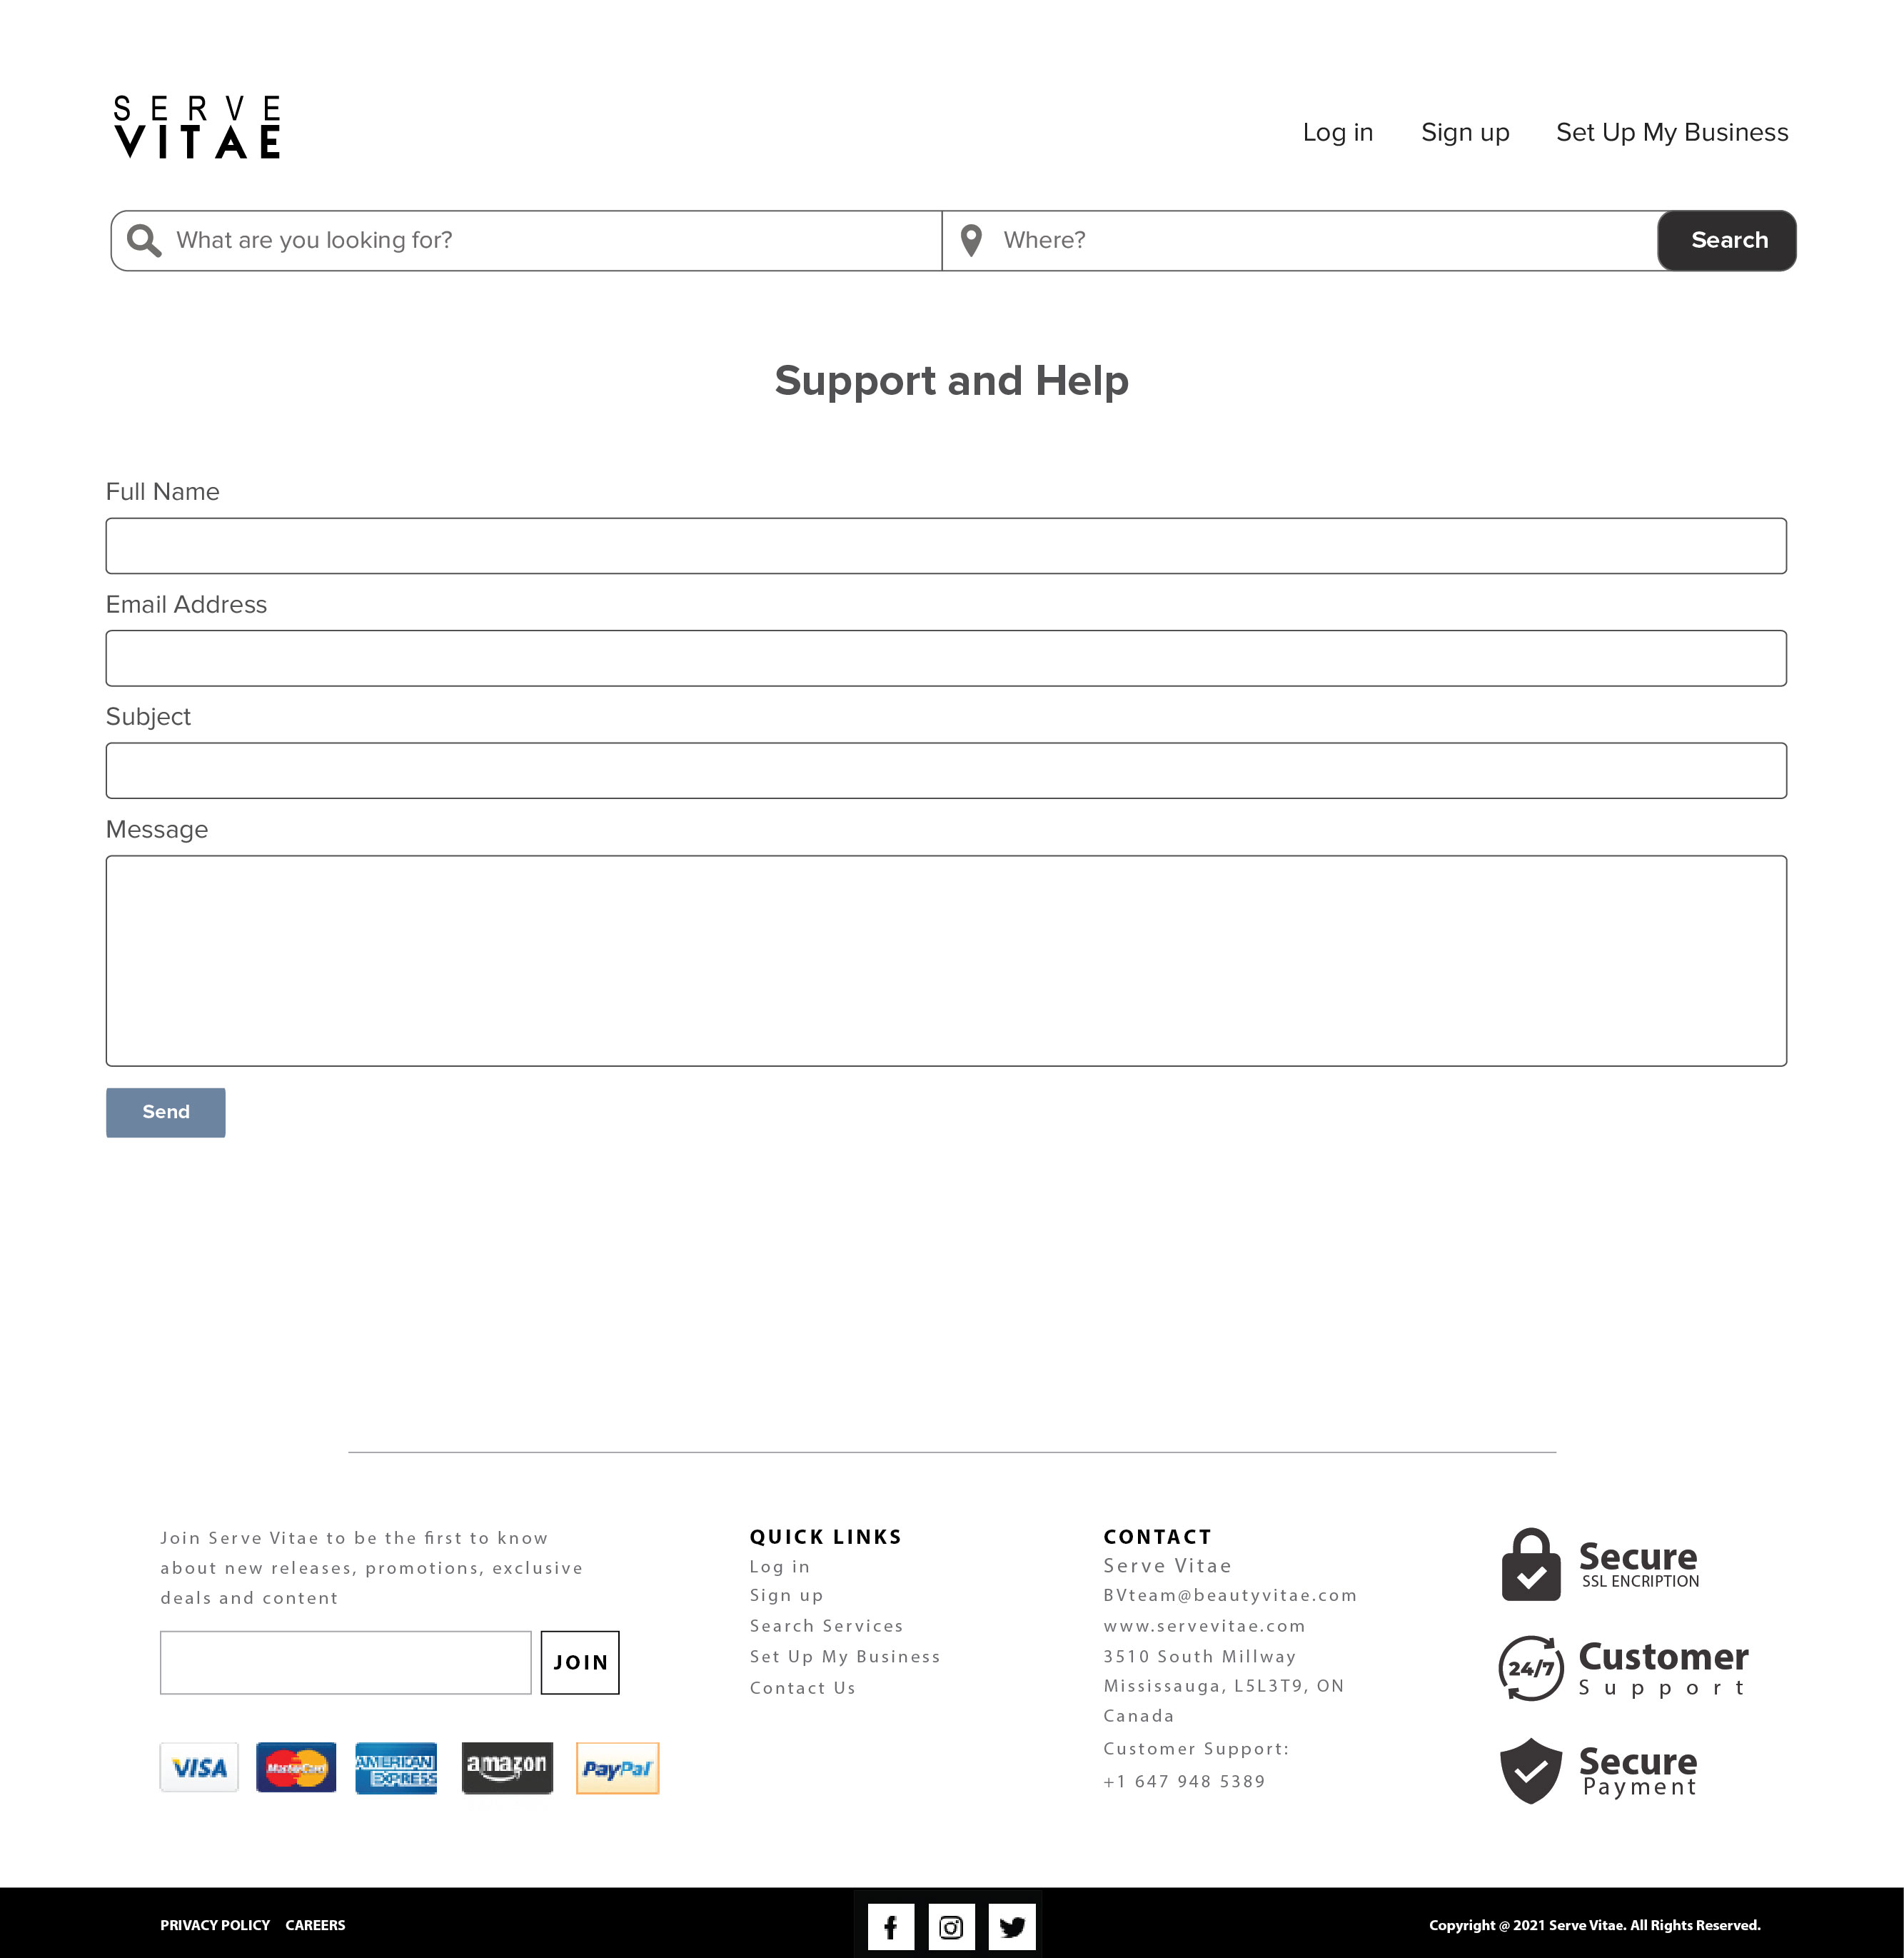 SERVE
VITAE
Log in Sign up Set Up My Business
What are you looking for? Where? Search
Support and Help
Full Name
Email Address
Subject
Message
Send
Join Serve Vitae to be the first to know
about new releases, promotions, exclusive
deals and content
JOIN
VISA MasterCard AMERICAN EXPRESS amazon PayPal
QUICK LINKS
Log in
Sign up
Search Services
Set Up My Business
Contact Us
CONTACT
Serve Vitae
BVteam@beautyvitae.com
www.servevitae.com
3510 South Millway
Mississauga, L5L3T9, ON
Canada
Customer Support:
+1 647 948 5389
Secure
SSL ENCRIPTION
24/7 Customer
Support
Secure
Payment
PRIVACY POLICY CAREERS
Copyright @ 2021 Serve Vitae. All Rights Reserved.